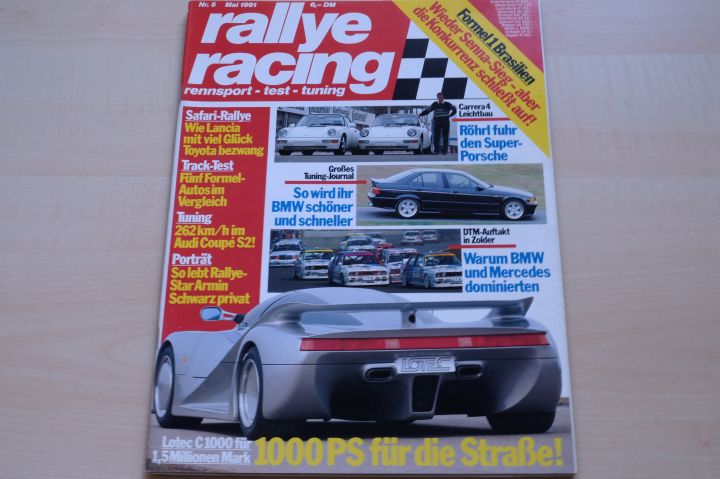 Nr. 5 Mai 1991 6,– DM
rallye
racing
rennsport - test - tuning
Formel 1 Brasilien
Wieder Senna-Sieg – aber
die Konkurrenz schließt auf!
Safari-Rallye
Wie Lancia
mit viel Glück
Toyota bezwang
Track-Test
Fünf Formel-
Autos im
Vergleich
Tuning
262 km/h im
Audi Coupé S2!
Porträt
So lebt Rallye-
Star Armin
Schwarz privat
Carrera 4
Leichtbau
Röhrl fuhr
den Super-
Porsche
Großes
Tuning-Journal
So wird ihr
BMW schöner
und schneller
DTM-Auftakt
in Zolder
Warum BMW
und Mercedes
dominierten
LOTEC
Lotec C1000 für
1,5 Millionen Mark
1000 PS für die Straße!